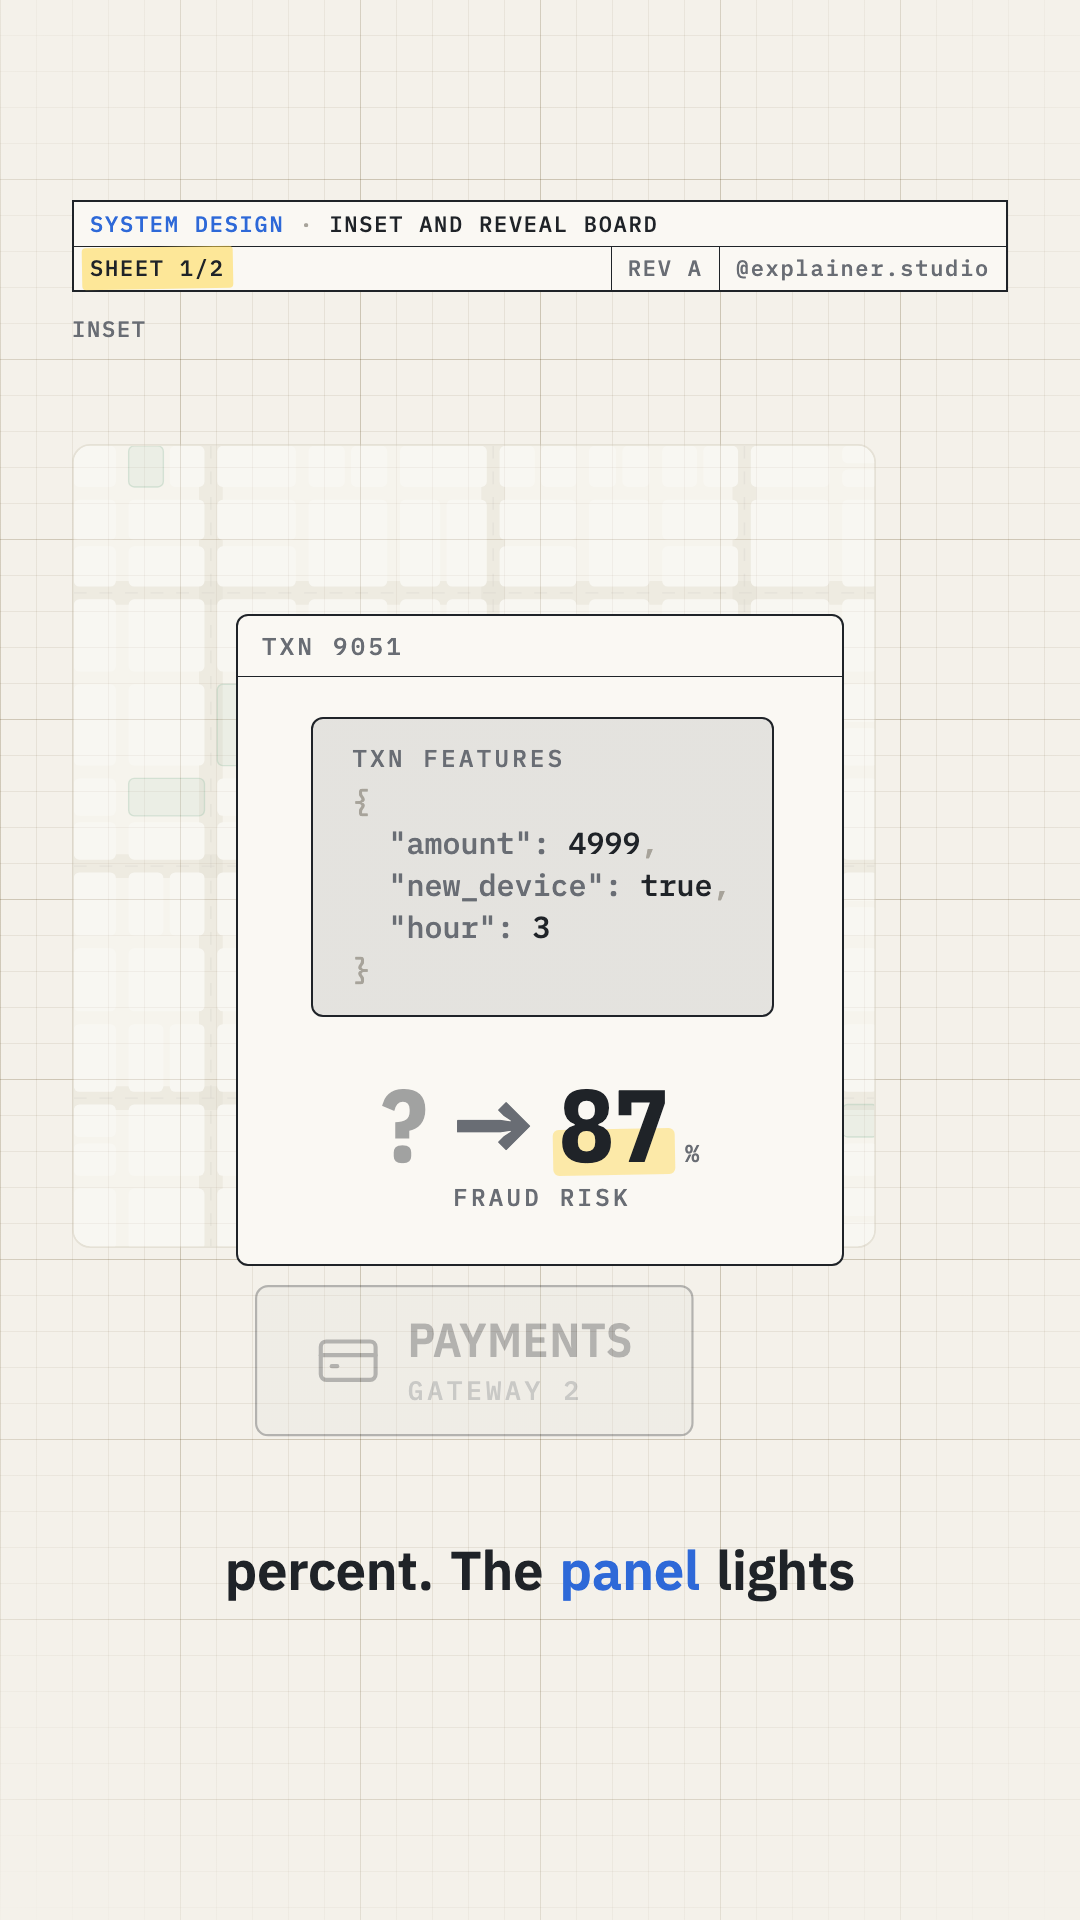 SYSTEM DESIGN · INSET AND REVEAL BOARD
SHEET 1/2
REV A
@explainer.studio
INSET
TXN 9051
TXN FEATURES
{
"amount": 4999,
"new_device": true,
"hour": 3
}
? → 87 %
FRAUD RISK
PAYMENTS
GATEWAY 2
percent. The panel lights